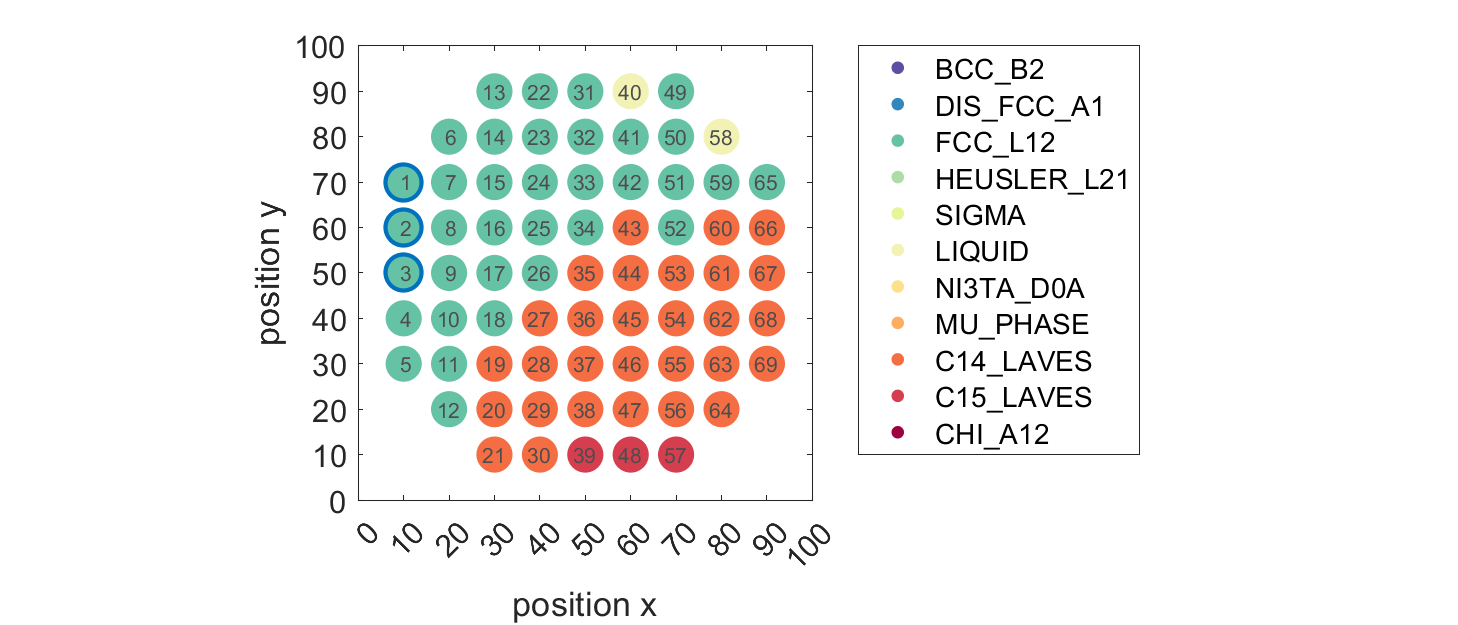 100
90
80
70
60
50
40
30
20
10
0
position y
13 22 31 40 49
6 14 23 32 41 50 58
1 7 15 24 33 42 51 59 65
2 8 16 25 34 43 52 60 66
3 9 17 26 35 44 53 61 67
4 10 18 27 36 45 54 62 68
5 11 19 28 37 46 55 63 69
12 20 29 38 47 56 64
21 30 39 48 57
0 10 20 30 40 50 60 70 80 90 100
position x
BCC_B2
DIS_FCC_A1
FCC_L12
HEUSLER_L21
SIGMA
LIQUID
NI3TA_D0A
MU_PHASE
C14_LAVES
C15_LAVES
CHI_A12